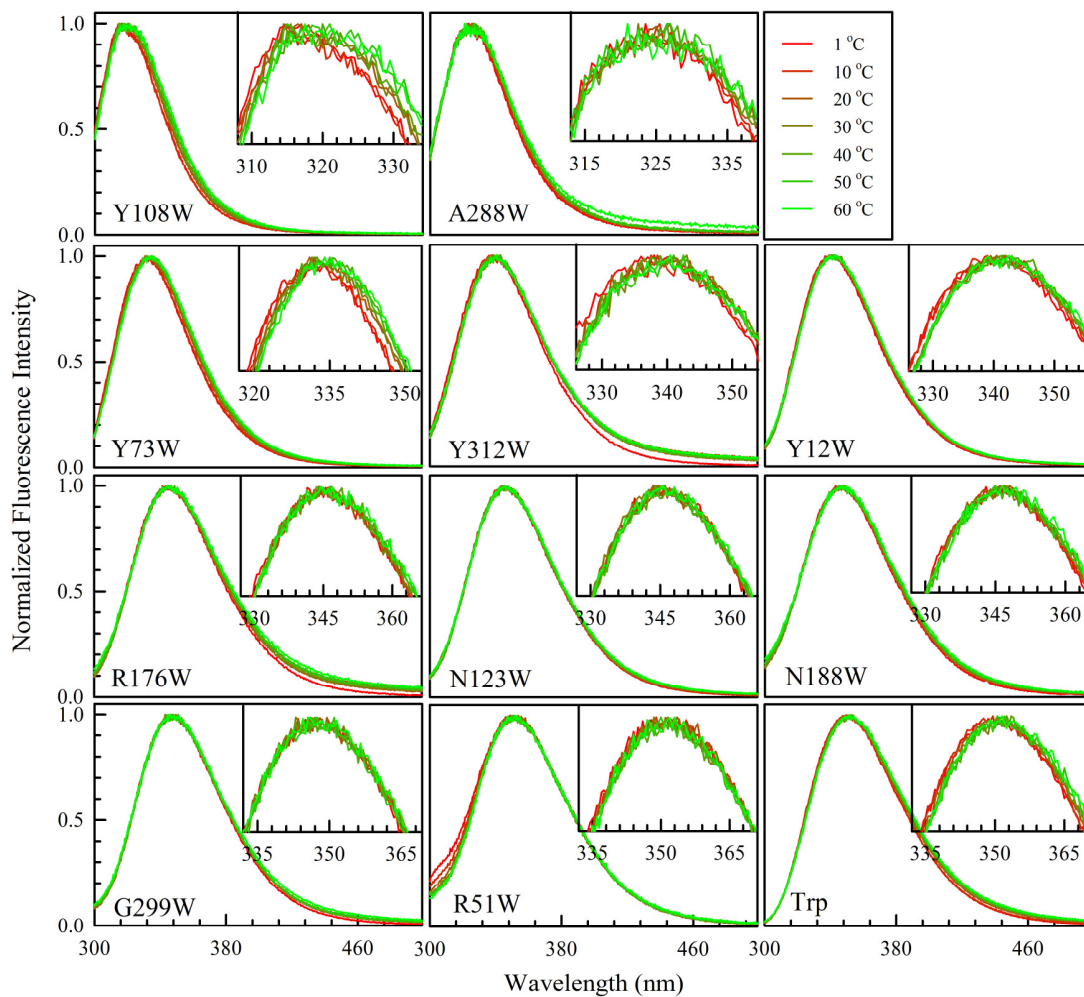 1.0
0.5
0.0
310 320 330
Y108W
315 325 335
A288W
1 °C
10 °C
20 °C
30 °C
40 °C
50 °C
60 °C
1.0
0.5
0.0
320 335 350
Y73W
330 340 350
Y312W
330 340 350
Y12W
1.0
0.5
0.0
330 345 360
R176W
330 345 360
N123W
330 345 360
N188W
1.0
0.5
0.0
335 350 365
G299W
335 350 365
R51W
335 350 365
Trp
300 380 460
300 380 460
300 380 460
Normalized Fluorescence Intensity
Wavelength (nm)